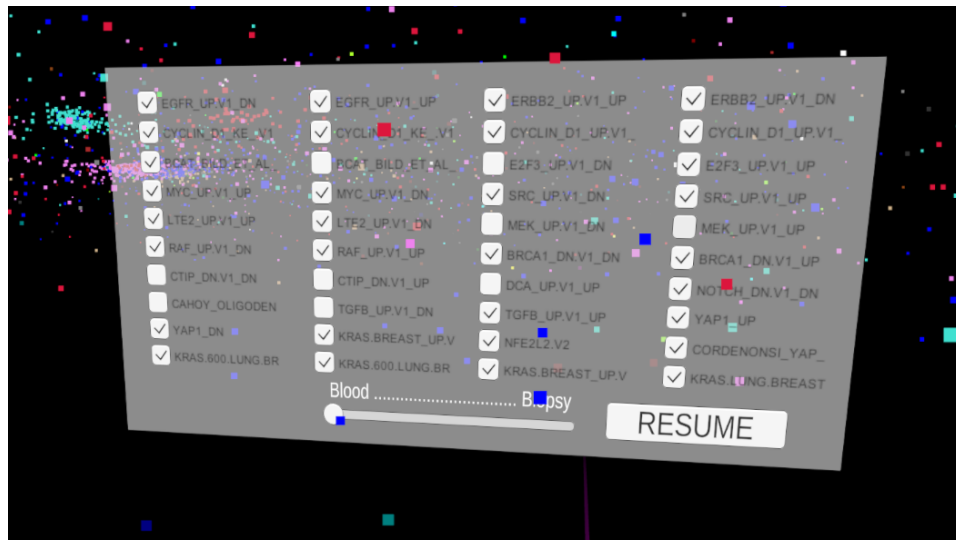 EGFR_UP.V1_DN EGFR_UP.V1_UP ERBB2_UP.V1_UP ERBB2_UP.V1_DN
CYCLIN_D1_KE_.V1 CYCLIN_D1_KE_.V1 CYCLIN_D1_UP.V1_ CYCLIN_D1_UP.V1_
BCAT_BILD_ET_AL_ BCAT_BILD_ET_AL_ E2F3_UP.V1_DN E2F3_UP.V1_UP
MYC_UP.V1_UP MYC_UP.V1_DN SRC_UP.V1_DN SRC_UP.V1_UP
LTE2_UP.V1_UP LTE2_UP.V1_DN MEK_UP.V1_DN MEK_UP.V1_UP
RAF_UP.V1_DN RAF_UP.V1_UP BRCA1_DN.V1_DN BRCA1_DN.V1_UP
CTIP_DN.V1_DN CTIP_DN.V1_UP DCA_UP.V1_UP NOTCH_DN.V1_DN
CAHOY_OLIGODEN TGFB_UP.V1_DN TGFB_UP.V1_UP YAP1_UP
YAP1_DN KRAS.BREAST_UP.V NFE2L2.V2 CORDENONSI_YAP_
KRAS.600.LUNG.BR KRAS.600.LUNG.BR KRAS.BREAST_UP.V KRAS.LUNG.BREAST
Blood ........................... Biopsy
RESUME